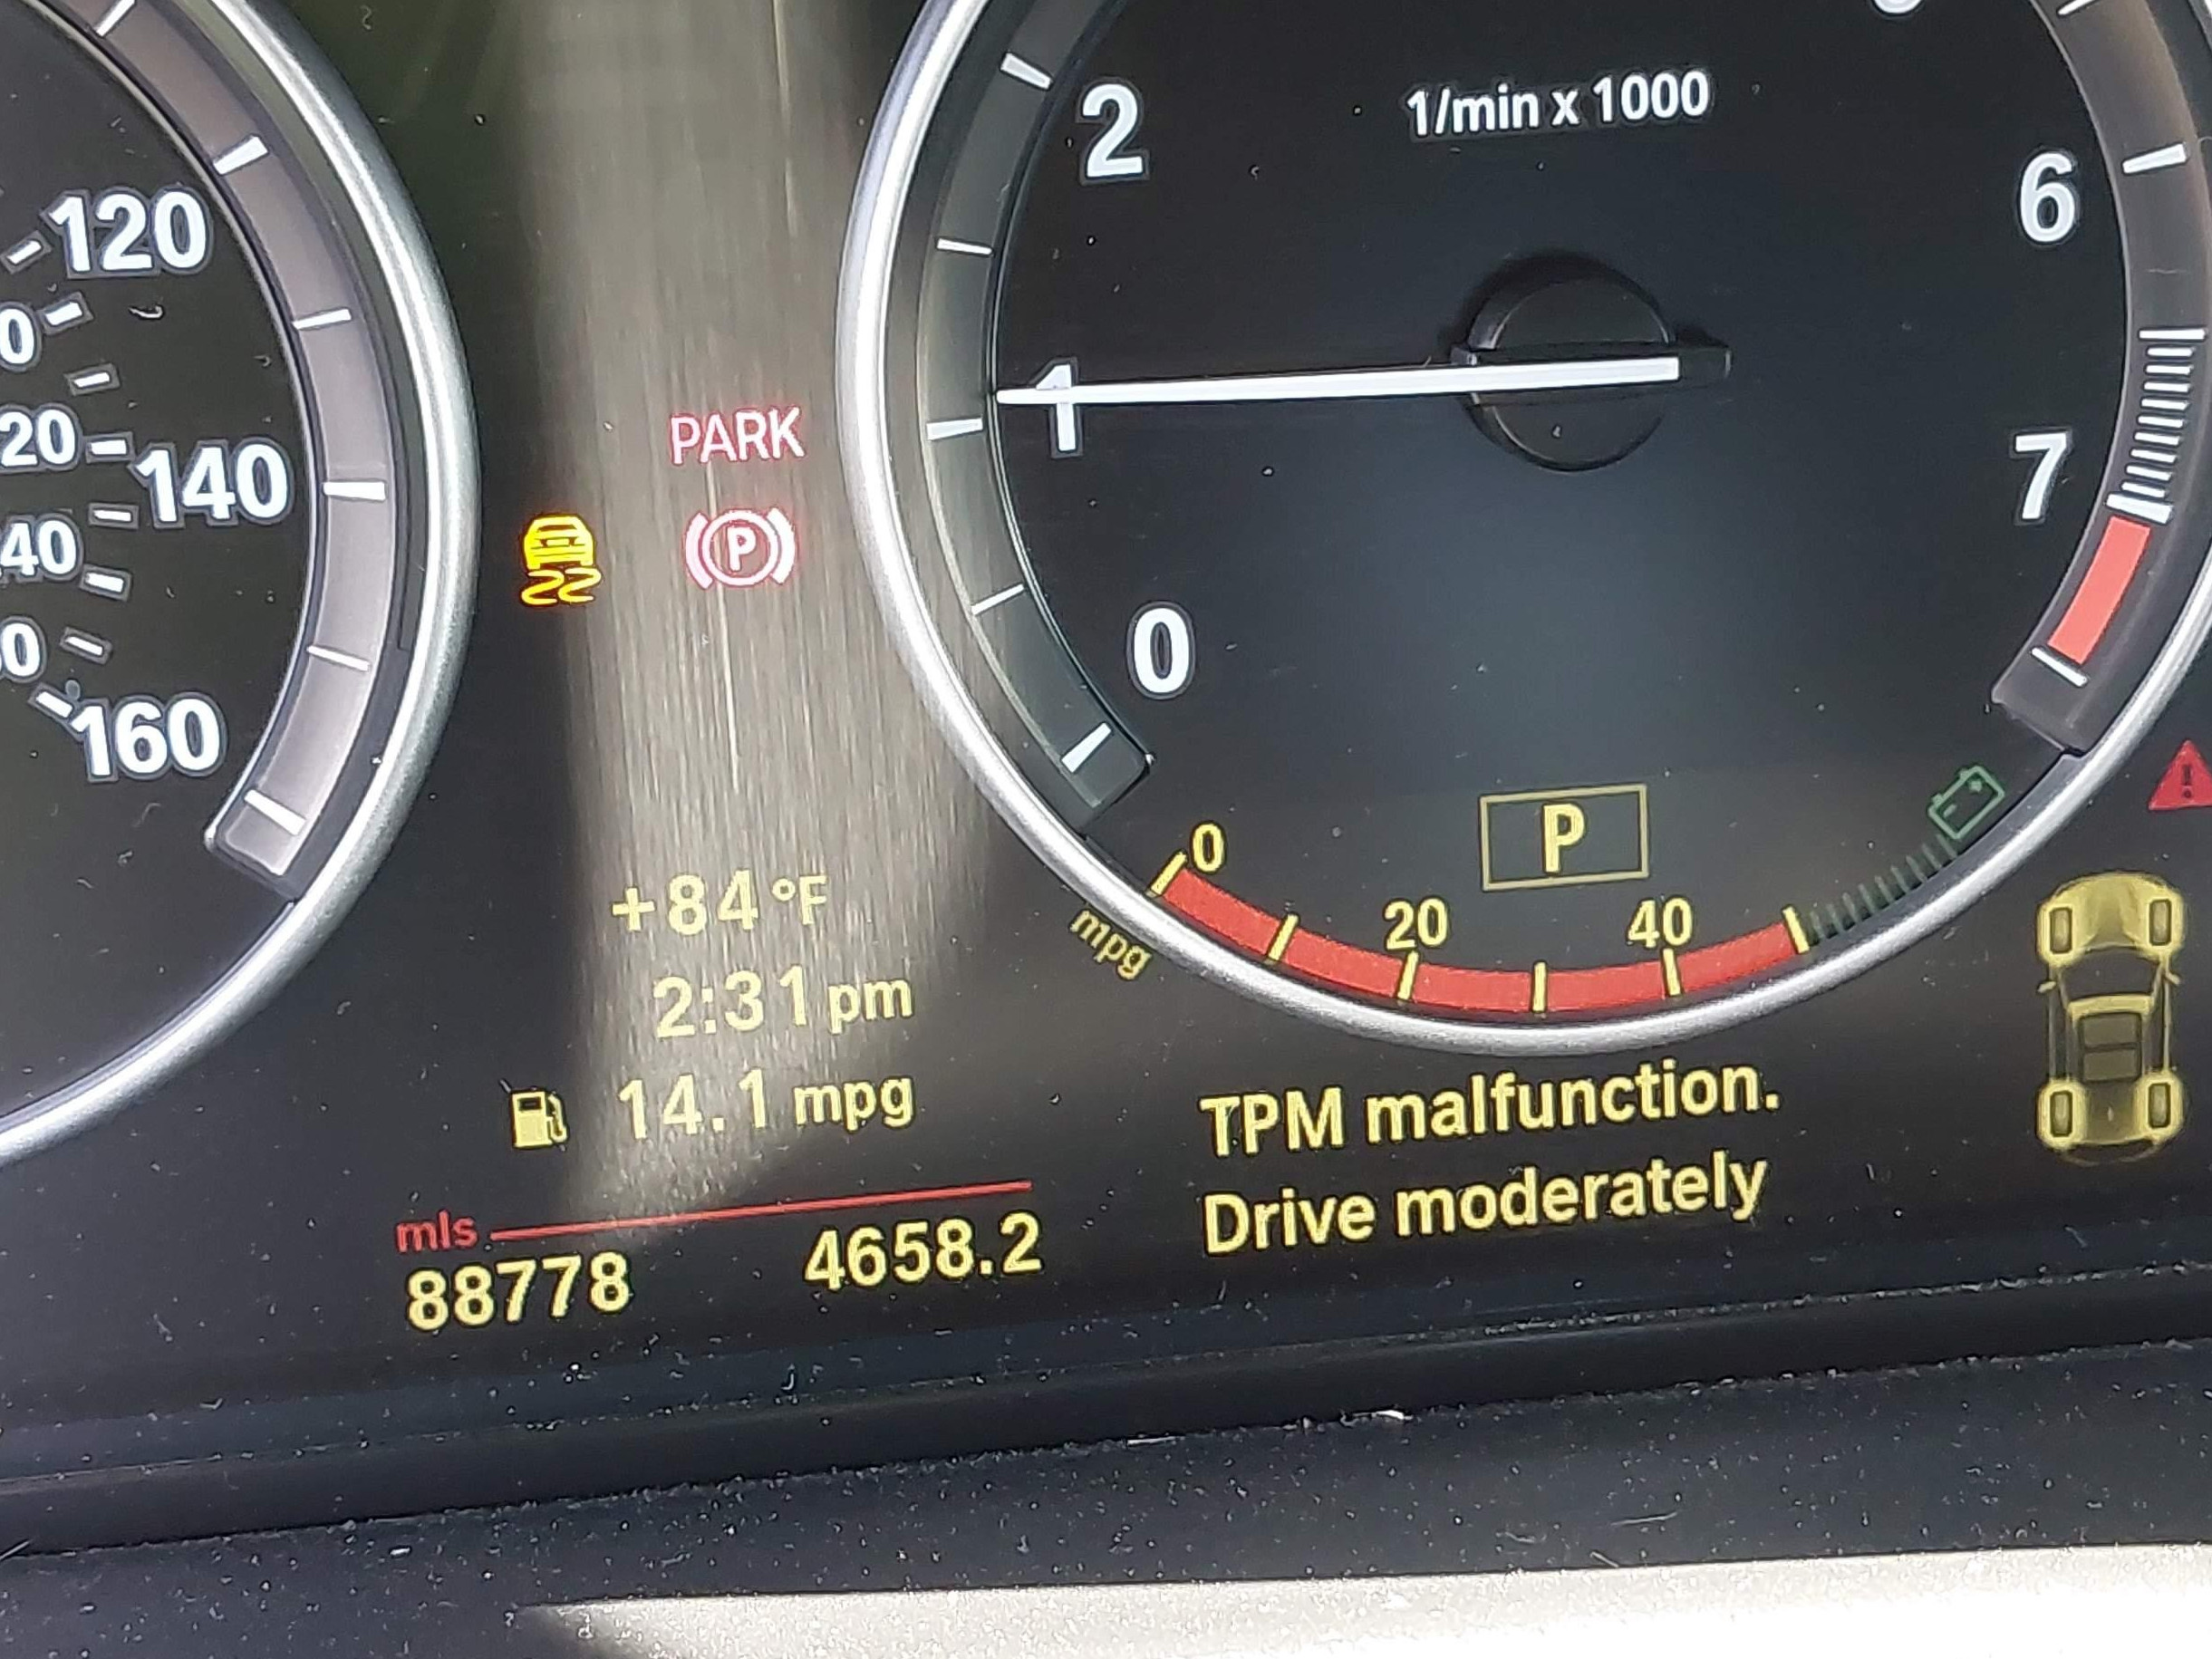 120
140
160
20
40
PARK
P
+84°F
2:31 pm
14.1 mpg
mls
88778 4658.2
1/min x 1000
2
1
0
6
7
P
0
20
40
mpg
TPM malfunction.
Drive moderately